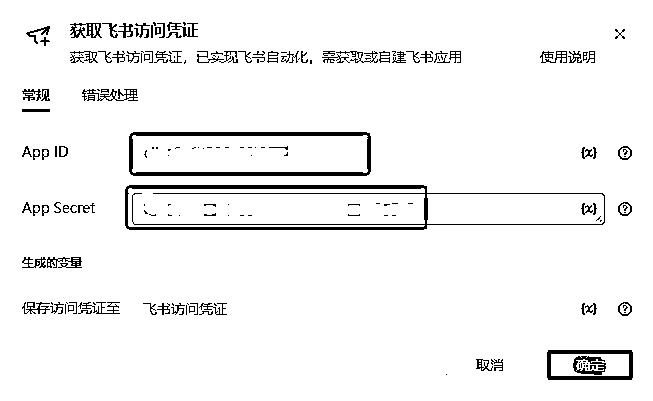 获取飞书访问凭证
获取飞书访问凭证，已实现飞书自动化，需获取或自建飞书应用 使用说明
常规 错误处理
App ID {x} ?
App Secret {x} ?
生成的变量
保存访问凭证至 飞书访问凭证 {x} ?
取消 确定